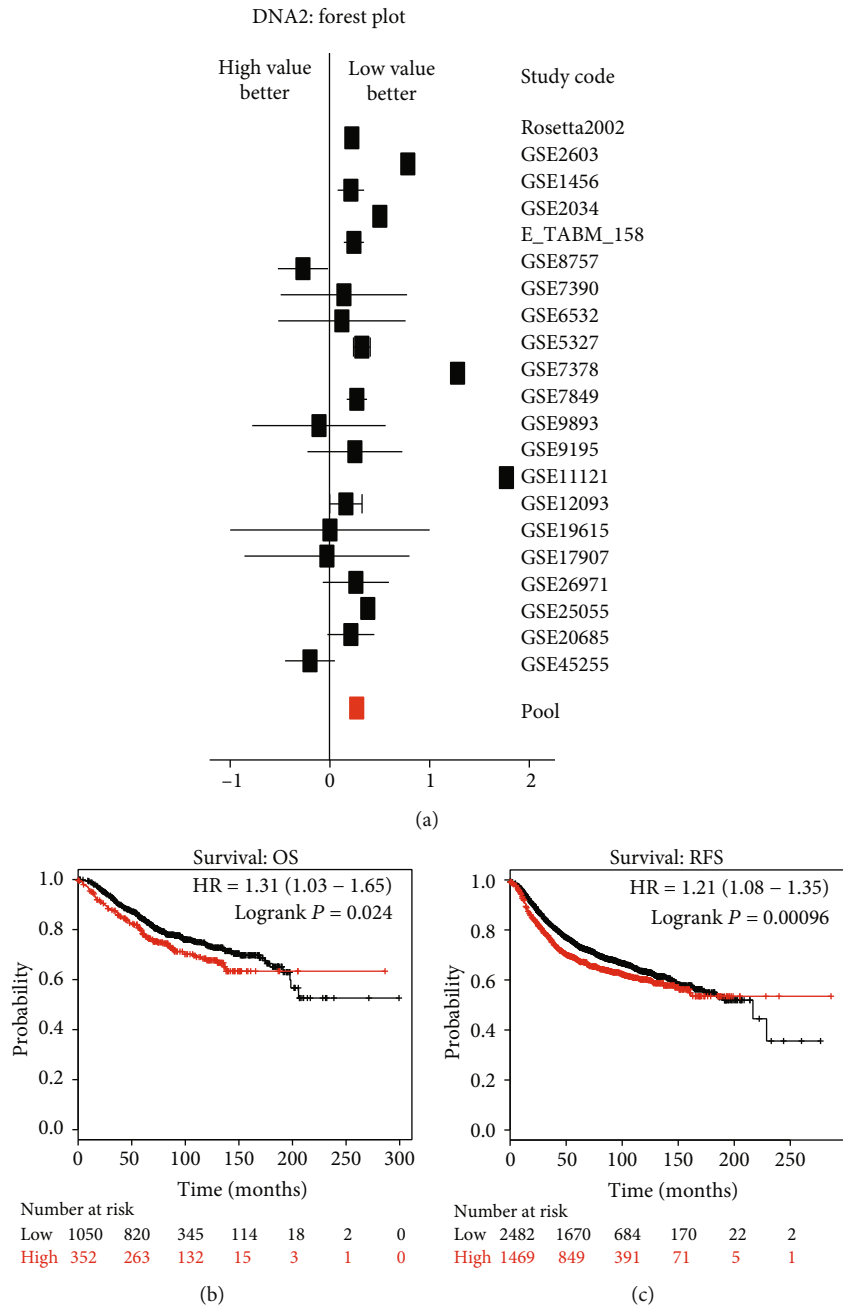 DNA2: forest plot
High value
better
Low value
better
Study code
Rosetta2002
GSE2603
GSE1456
GSE2034
E_TABM_158
GSE8757
GSE7390
GSE6532
GSE5327
GSE7378
GSE7849
GSE9893
GSE9195
GSE11121
GSE12093
GSE19615
GSE17907
GSE26971
GSE25055
GSE20685
GSE45255
Pool
−1 0 1 2
(a)
Survival: OS
HR = 1.31 (1.03 − 1.65)
Logrank P = 0.024
Probability
1.0
0.8
0.6
0.4
0.2
0.0
0 50 100 150 200 250 300
Time (months)
Number at risk
Low 1050 820 345 114 18 2 0
High 352 263 132 15 3 1 0
(b)
Survival: RFS
HR = 1.21 (1.08 − 1.35)
Logrank P = 0.00096
Probability
1.0
0.8
0.6
0.4
0.2
0.0
0 50 100 150 200 250
Time (months)
Number at risk
Low 2482 1670 684 170 22 2
High 1469 849 391 71 5 1
(c)